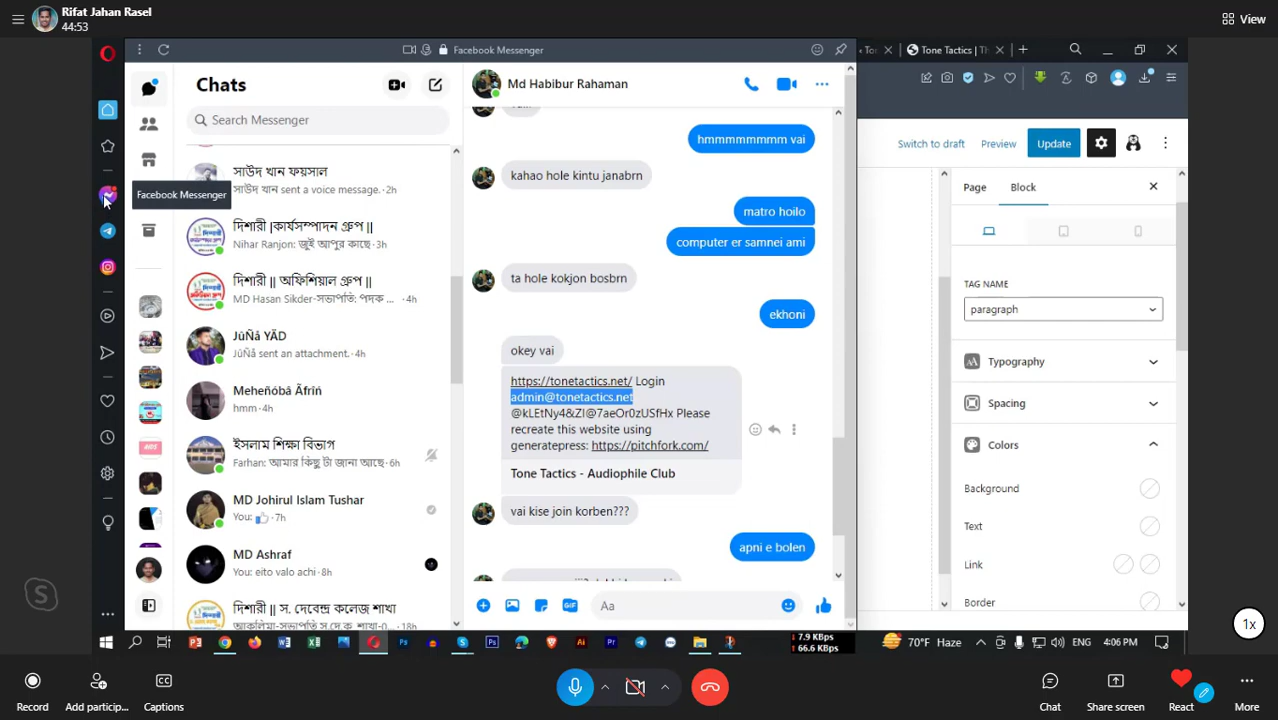 Rifat Jahan Rasel
44:53
View
Facebook Messenger
Tone Tactics | Th
Chats
Search Messenger
Facebook Messenger
সাউদ খান ফয়সাল
সাউদ খান sent a voice message. · 2h
দিশারী |কার্যসম্পাদন গ্রুপ ||
Nihar Ranjon: জুই আপুর কাছে · 3h
দিশারী || অফিশিয়াল গ্রুপ ||
MD Hasan Sikder-সভাপতি: পদক ... · 4h
JúÑå YÄD
JúÑå sent an attachment. · 4h
Meheñóbå Ãfríñ
hmm · 4h
ইসলাম শিক্ষা বিভাগ
Farhan: আমার কিছু টা জানা আছে · 6h
MD Johirul Islam Tushar
You: 👍 · 7h
MD Ashraf
You: eito valo achi · 8h
দিশারী || স. দেবেন্দ্র কলেজ শাখা
Md Habibur Rahaman
hmmmmmmmm vai
kahao hole kintu janabrn
matro hoilo
computer er samnei ami
ta hole kokjon bosbrn
ekhoni
okey vai
https://tonetactics.net/ Login
admin@tonetactics.net
@kLEtNy4&ZI@7aeOr0zUSfHx Please
recreate this website using
generatepress: https://pitchfork.com/
Tone Tactics - Audiophile Club
vai kise join korben???
apni e bolen
GIF
Aa
Switch to draft
Preview
Update
Page
Block
TAG NAME
paragraph
Typography
Spacing
Colors
Background
Text
Link
Border
1x
7.9 KBps
66.6 KBps
70°F Haze
ENG
4:06 PM
Record
Add particip...
Captions
Chat
Share screen
React
More